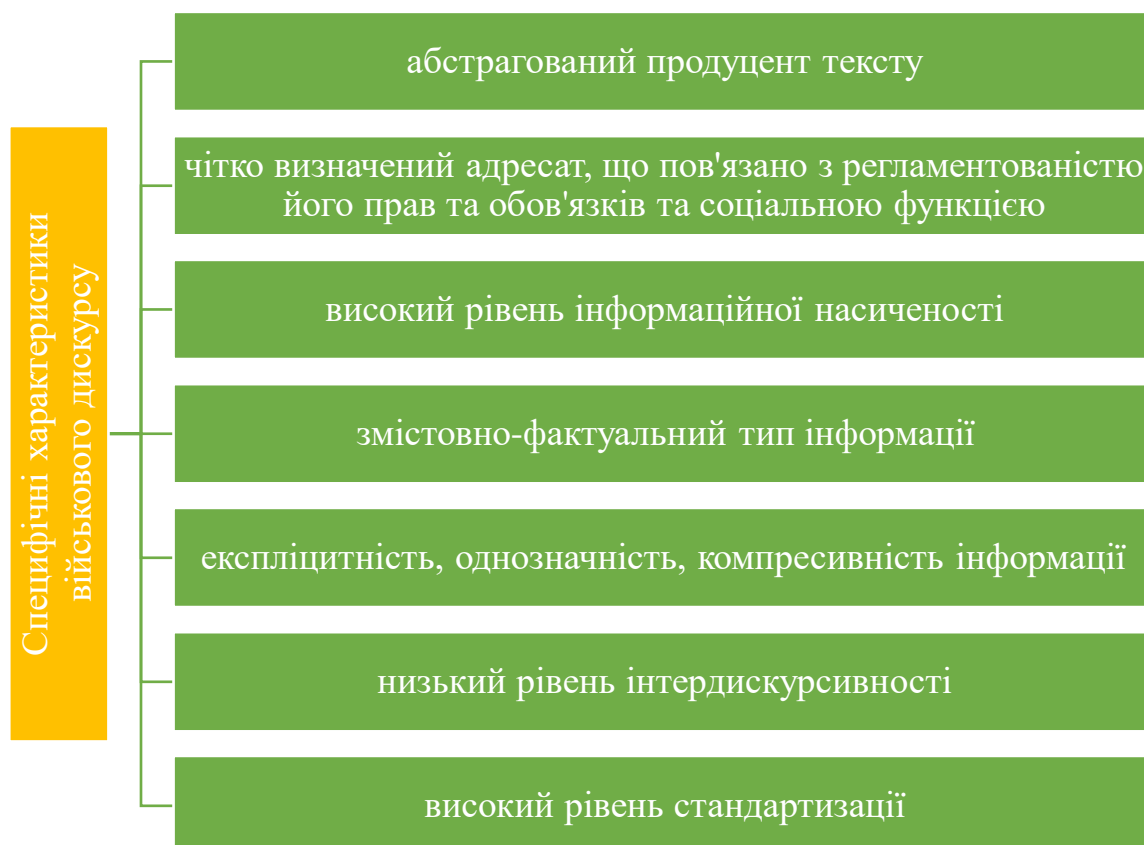 Специфічні характеристики
військового дискурсу
абстрагований продуцент тексту
чітко визначений адресат, що пов'язано з регламентованістю
його прав та обов'язків та соціальною функцією
високий рівень інформаційної насиченості
змістовно-фактуальний тип інформації
експліцитність, однозначність, компресивність інформації
низький рівень інтердискурсивності
високий рівень стандартизації